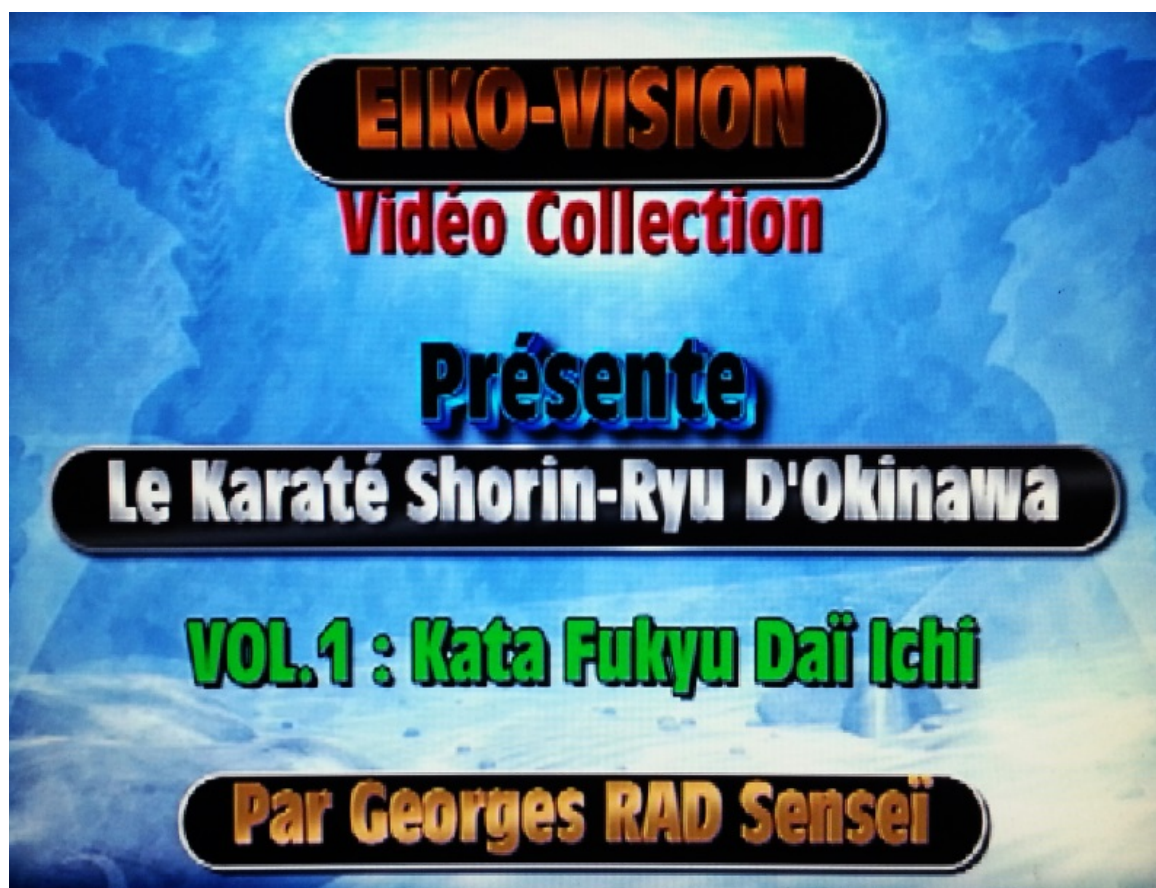 EIKO-VISION
Vidéo Collection
Présente
Le Karaté Shorin-Ryu D'Okinawa
VOL.1 : Kata Fukyu Daï Ichi
Par Georges RAD Senseï